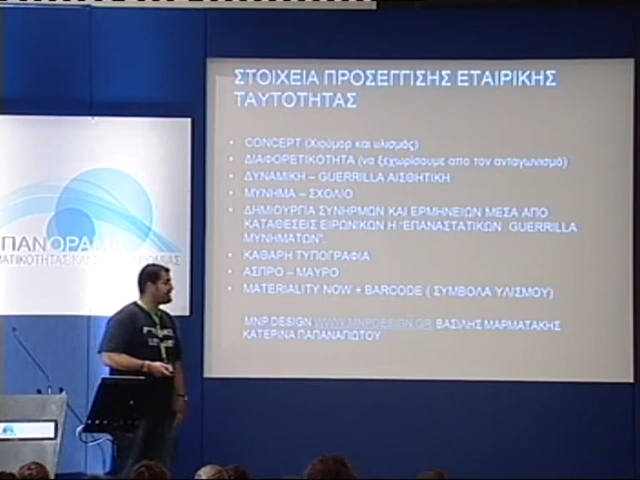 ΣΤΟΙΧΕΙΑ ΠΡΟΣΕΓΓΙΣΗΣ ΕΤΑΙΡΙΚΗΣ
ΤΑΥΤΟΤΗΤΑΣ
• CONCEPT (Χιούμορ και υλισμός)
• ΔΙΑΦΟΡΕΤΙΚΟΤΗΤΑ (να ξεχωρίσουμε απο τον ανταγωνισμό)
• ΔΥΝΑΜΙΚΗ – GUERRILLA ΑΙΣΘΗΤΙΚΗ
• ΜΥΝΗΜΑ – ΣΧΟΛΙΟ
• ΔΗΜΙΟΥΡΓΙΑ ΣΥΝΗΡΜΩΝ ΚΑΙ ΕΡΜΗΝΕΙΩΝ ΜΕΣΑ ΑΠΟ
ΚΑΤΑΘΕΣΕΙΣ ΕΙΡΩΝΙΚΩΝ Η "ΕΠΑΝΑΣΤΑΤΙΚΩΝ GUERRILLA
ΜΥΝΗΜΑΤΩΝ".
• ΚΑΘΑΡΗ ΤΥΠΟΓΡΑΦΙΑ
• ΑΣΠΡΟ – ΜΑΥΡΟ
• MATERIALITY NOW + BARCODE ( ΣΥΜΒΟΛΑ ΥΛΙΣΜΟΥ)
MNP DESIGN WWW.MNPDESIGN.GR ΒΑΣΙΛΗΣ ΜΑΡΜΑΤΑΚΗΣ
ΚΑΤΕΡΙΝΑ ΠΑΠΑΝΑΓΙΩΤΟΥ
ΠΑΝΟΡΑΜΑ